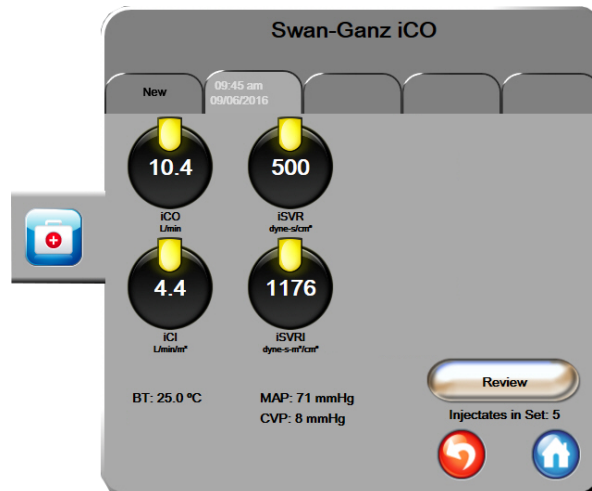 Swan-Ganz iCO
New
09:45 am
09/06/2016
10.4
500
iCO
L/min
iSVR
dyne-s/cm⁵
4.4
1176
iCI
L/min/m²
iSVRI
dyne-s-m²/cm⁵
BT: 25.0 ºC
MAP: 71 mmHg
CVP: 8 mmHg
Review
Injectates in Set: 5